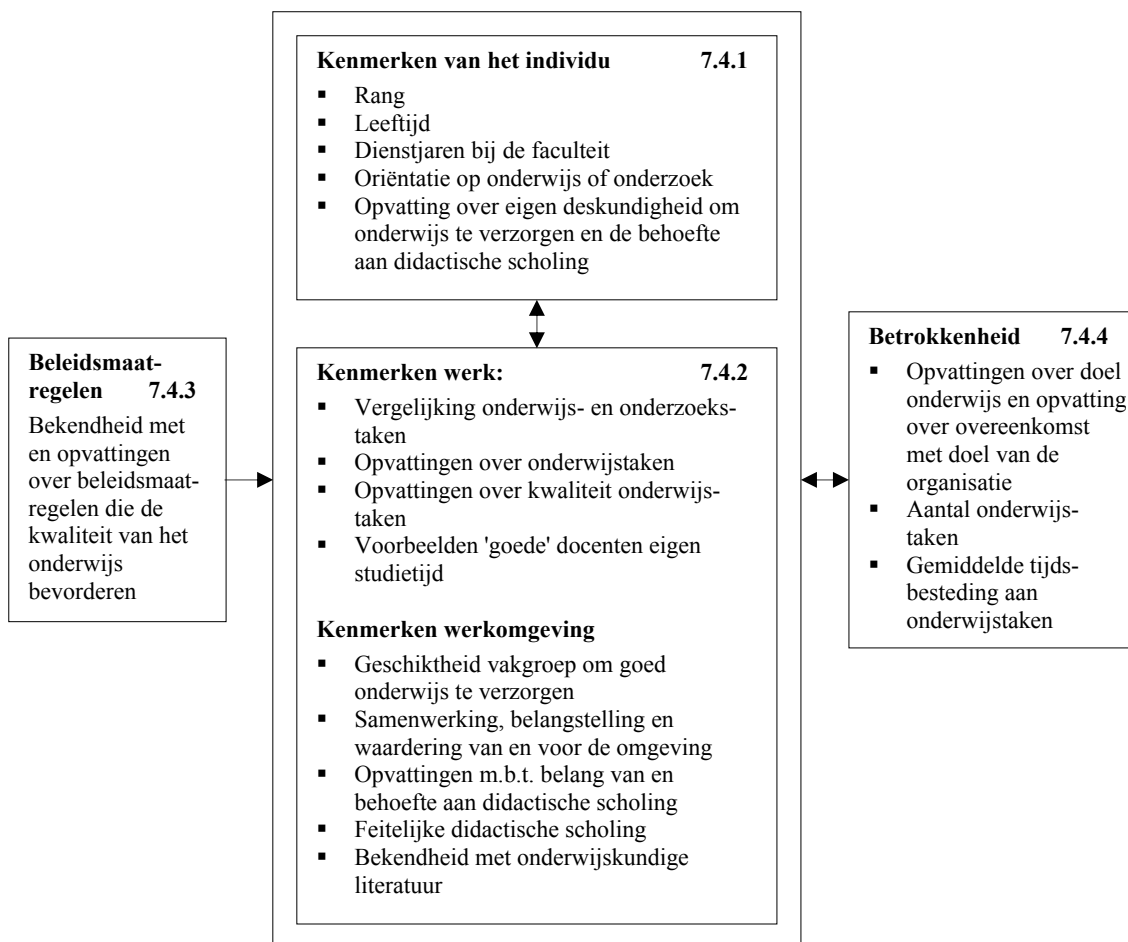 Kenmerken van het individu 7.4.1
▪ Rang
▪ Leeftijd
▪ Dienstjaren bij de faculteit
▪ Oriëntatie op onderwijs of onderzoek
▪ Opvatting over eigen deskundigheid om
onderwijs te verzorgen en de behoefte
aan didactische scholing
Beleidsmaat-
regelen 7.4.3
Bekendheid met
en opvattingen
over beleidsmaat-
regelen die de
kwaliteit van het
onderwijs
bevorderen
Kenmerken werk: 7.4.2
▪ Vergelijking onderwijs- en onderzoeks-
taken
▪ Opvattingen over onderwijstaken
▪ Opvattingen over kwaliteit onderwijs-
taken
▪ Voorbeelden 'goede' docenten eigen
studietijd
Kenmerken werkomgeving
▪ Geschiktheid vakgroep om goed
onderwijs te verzorgen
▪ Samenwerking, belangstelling en
waardering van en voor de omgeving
▪ Opvattingen m.b.t. belang van en
behoefte aan didactische scholing
▪ Feitelijke didactische scholing
▪ Bekendheid met onderwijskundige
literatuur
Betrokkenheid 7.4.4
▪ Opvattingen over doel
onderwijs en opvatting
over overeenkomst
met doel van de
organisatie
▪ Aantal onderwijs-
taken
▪ Gemiddelde tijds-
besteding aan
onderwijstaken